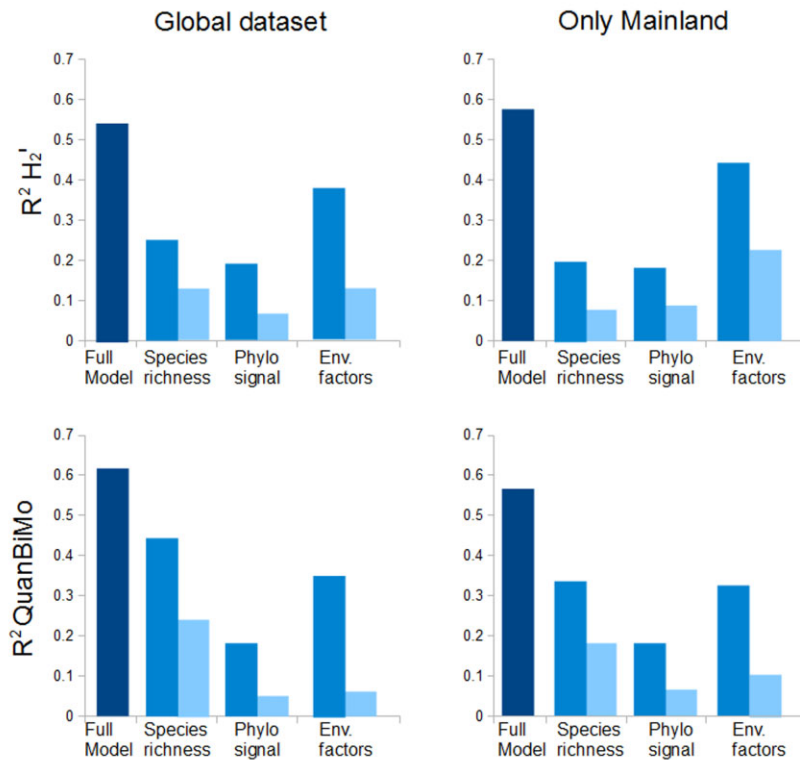 Global dataset
Only Mainland
R² H₂'
0.7
0.6
0.5
0.4
0.3
0.2
0.1
0
Full Model
Species richness
Phylo signal
Env. factors
0.7
0.6
0.5
0.4
0.3
0.2
0.1
0
Full Model
Species richness
Phylo signal
Env. factors
R² QuanBiMo
0.7
0.6
0.5
0.4
0.3
0.2
0.1
0
Full Model
Species richness
Phylo signal
Env. factors
0.7
0.6
0.5
0.4
0.3
0.2
0.1
0
Full Model
Species richness
Phylo signal
Env. factors